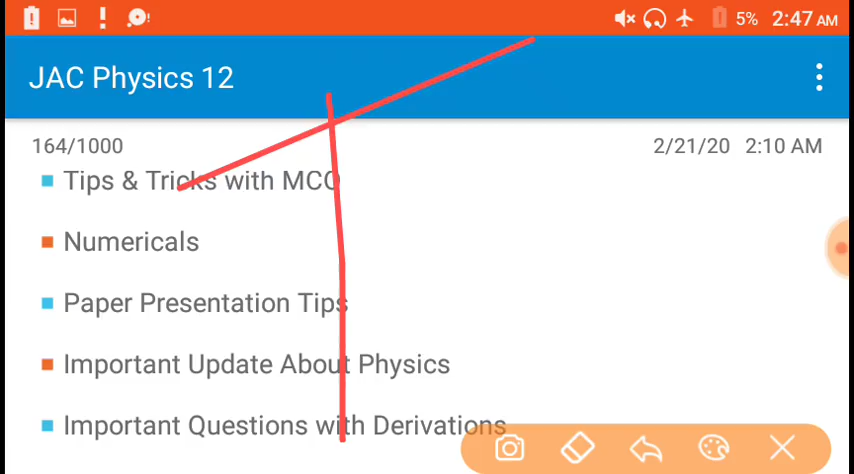 5% 2:47 AM
JAC Physics 12
164/1000 2/21/20 2:10 AM
Tips & Tricks with MCQ
Numericals
Paper Presentation Tips
Important Update About Physics
Important Questions with Derivations